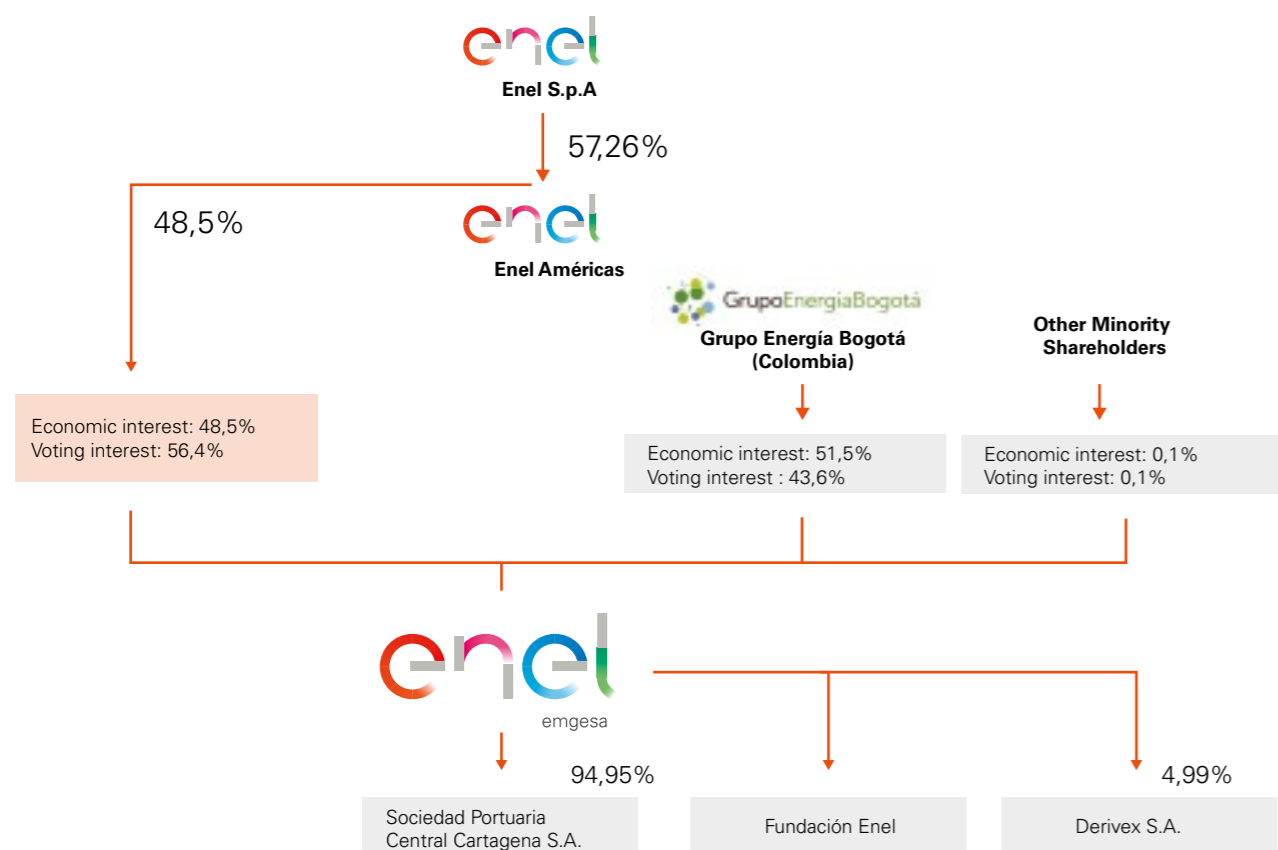 enel
Enel S.p.A
57,26%
48,5%
enel
Enel Américas
GrupoEnergíaBogotá
Grupo Energía Bogotá
(Colombia)
Other Minority
Shareholders
Economic interest: 48,5%
Voting interest: 56,4%
Economic interest: 51,5%
Voting interest : 43,6%
Economic interest: 0,1%
Voting interest: 0,1%
enel
emgesa
94,95%
4,99%
Sociedad Portuaria
Central Cartagena S.A.
Fundación Enel
Derivex S.A.